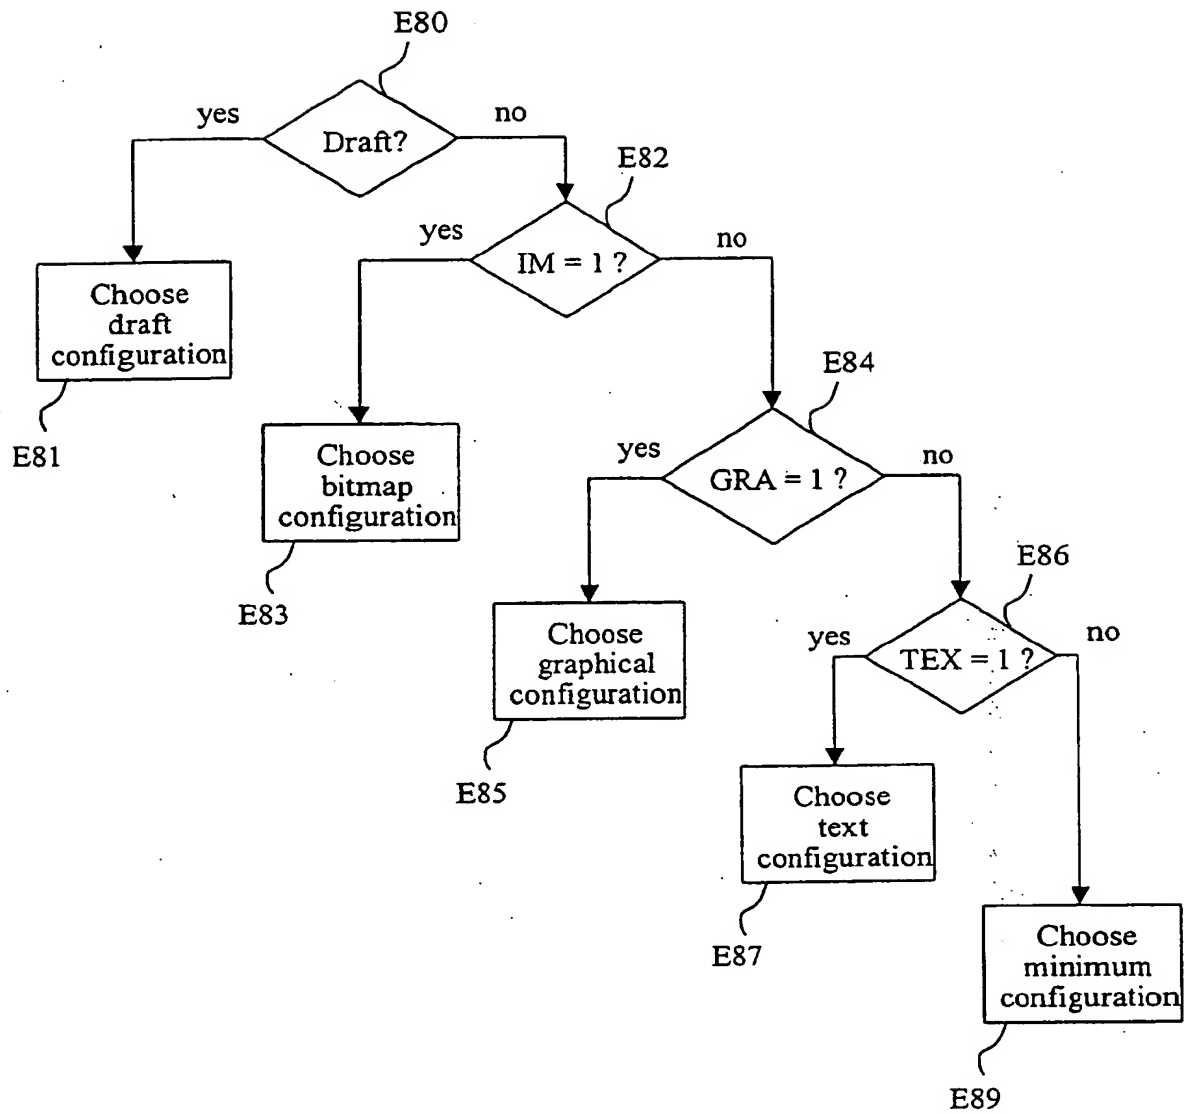 E80
yes
no
Draft?
E82
yes
no
IM = 1 ?
Choose
draft
configuration
E84
E81
yes
no
Choose
bitmap
configuration
GRA = 1 ?
E86
E83
yes
no
Choose
graphical
configuration
TEX = 1 ?
E85
Choose
text
configuration
E87
Choose
minimum
configuration
E89